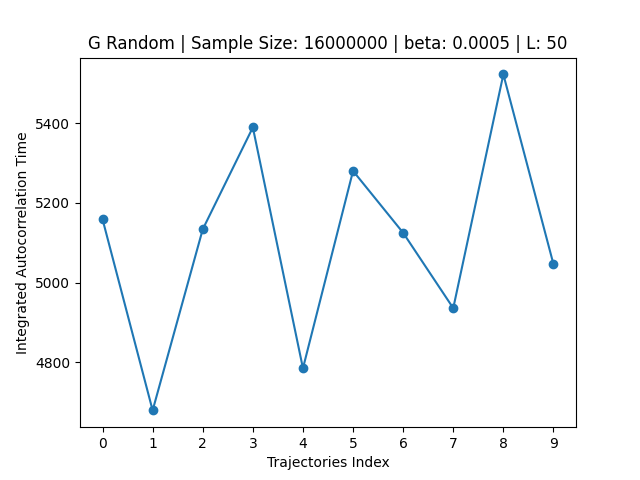 G Random | Sample Size: 16000000 | beta: 0.0005 | L: 50
Integrated Autocorrelation Time
5400
5200
5000
4800
0 1 2 3 4 5 6 7 8 9
Trajectories Index